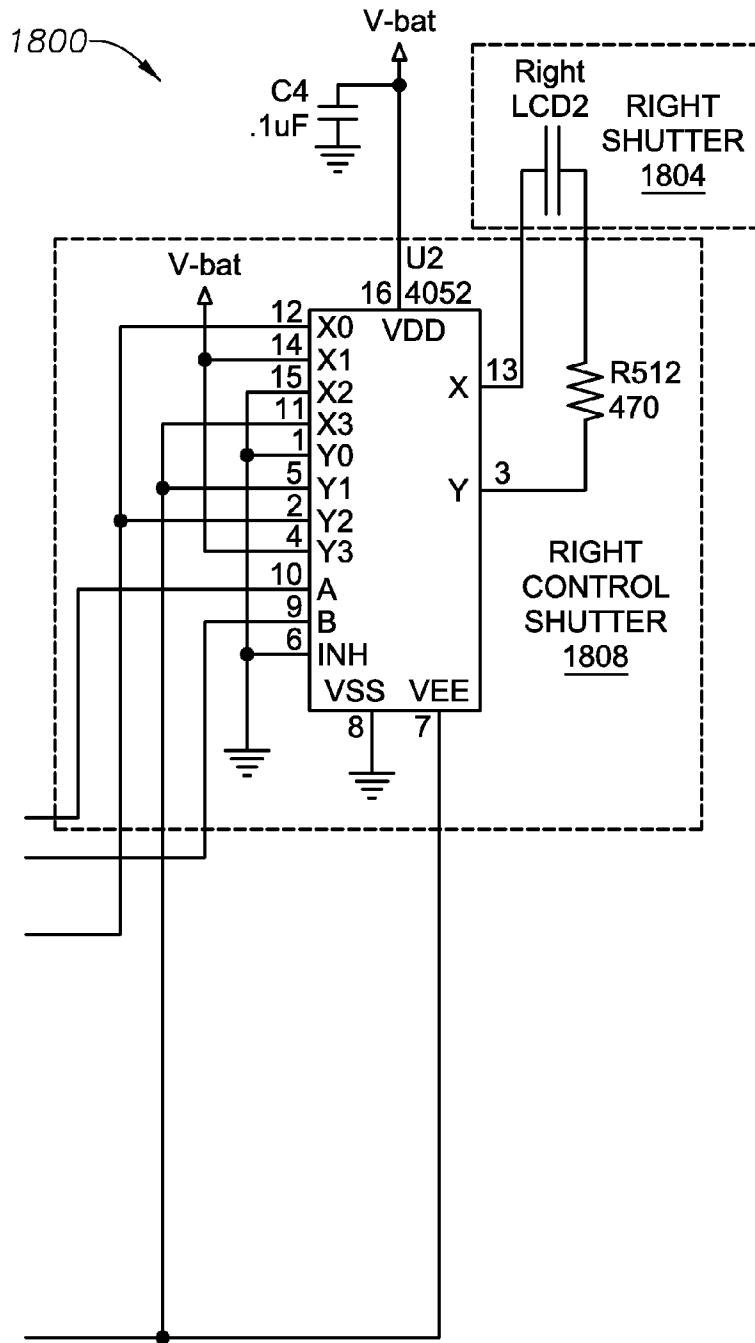 1800
V-bat
C4
.1uF
Right
LCD2
RIGHT
SHUTTER
1804
V-bat
U2
16 4052
VDD
12 X0
14 X1
15 X2
11 X3
1 Y0
5 Y1
2 Y2
4 Y3
10 A
9 B
6 INH
X 13
Y 3
R512
470
VSS VEE
8 7
RIGHT
CONTROL
SHUTTER
1808